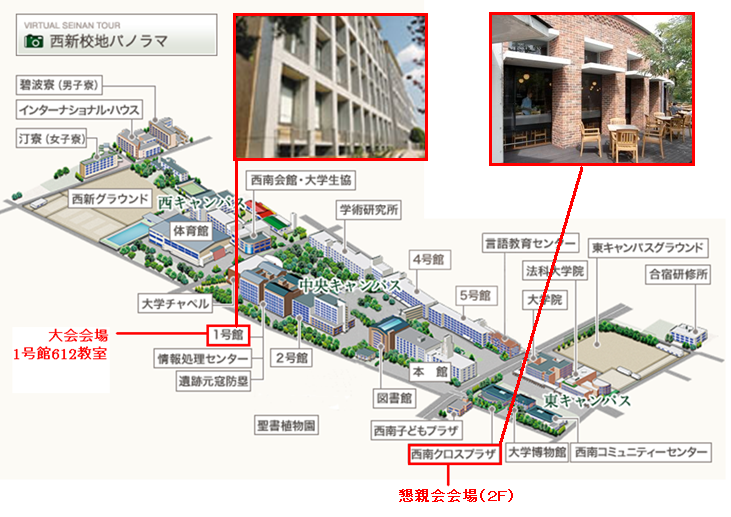 VIRTUAL SEINAN TOUR
西新校地パノラマ
碧波寮（男子寮）
インターナショナル・ハウス
汀寮（女子寮）
西新グラウンド
西キャンパス
体育館
西南会館・大学生協
学術研究所
4号館
言語教育センター
東キャンパスグラウンド
法科大学院
合宿研修所
大学院
5号館
中央キャンパス
大学チャペル
大会会場
1号館612教室
1号館
情報処理センター
2号館
遺跡元寇防塁
本 館
図書館
東キャンパス
聖書植物園
西南子どもプラザ
西南クロスプラザ
大学博物館
西南コミュニティーセンター
懇親会会場(2F)